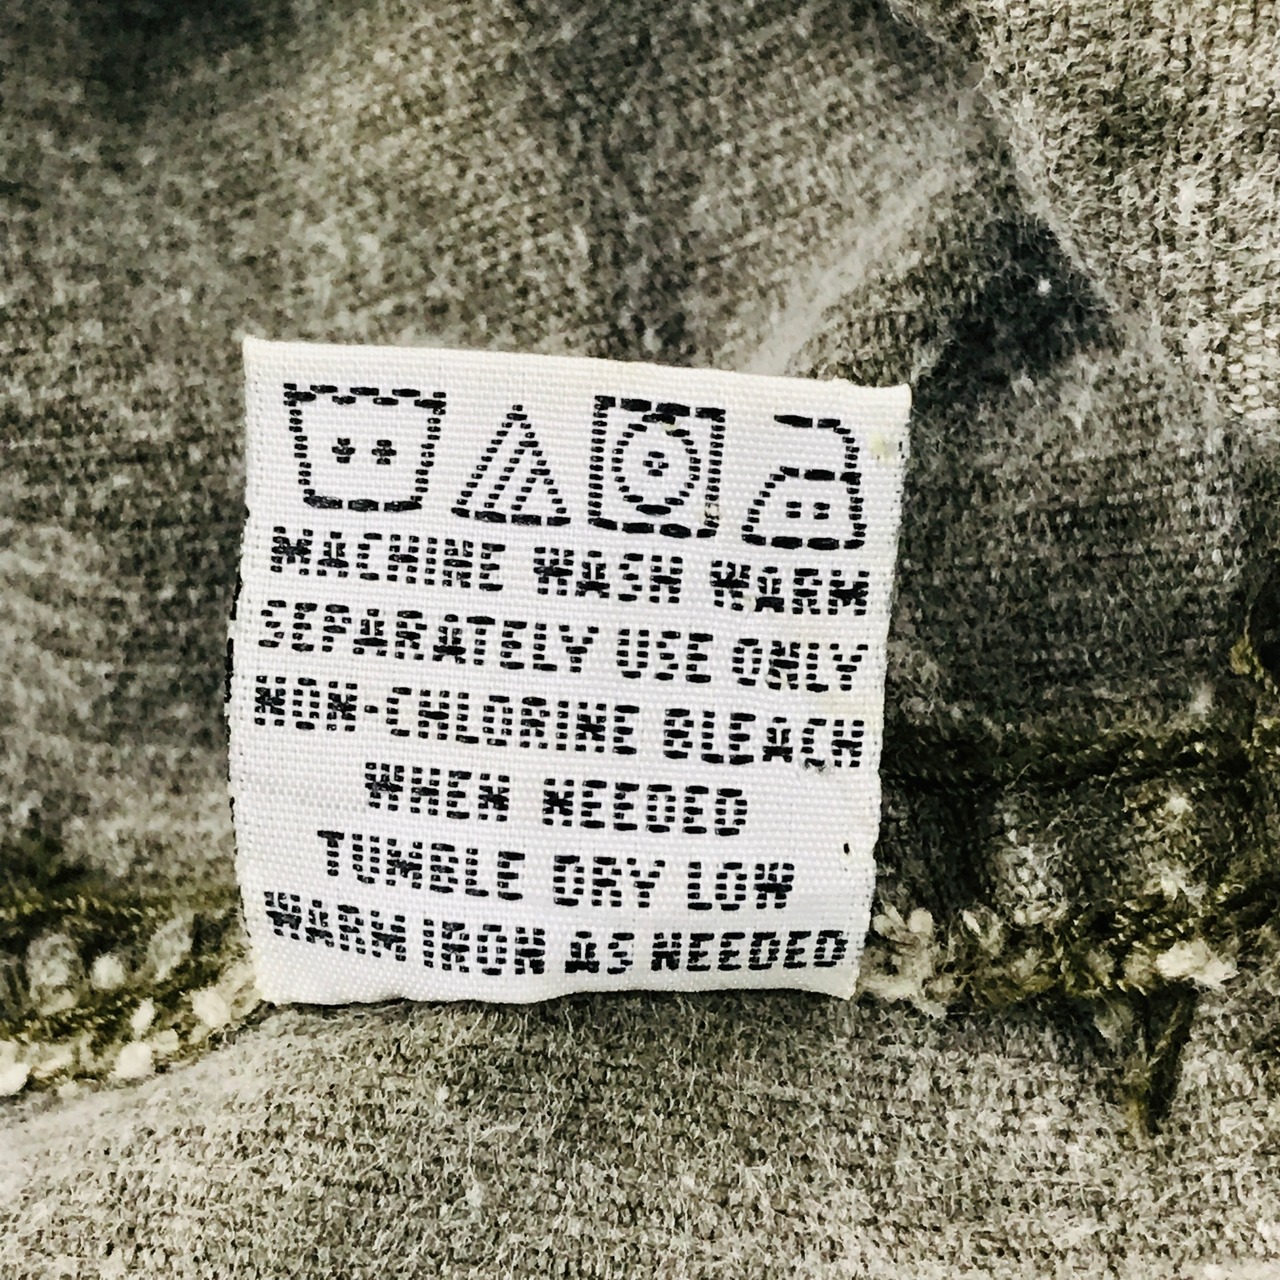 MACHINE WASH WARM
SEPARATELY USE ONLY
NON-CHLORINE BLEACH
WHEN NEEDED
TUMBLE DRY LOW
WARM IRON AS NEEDED